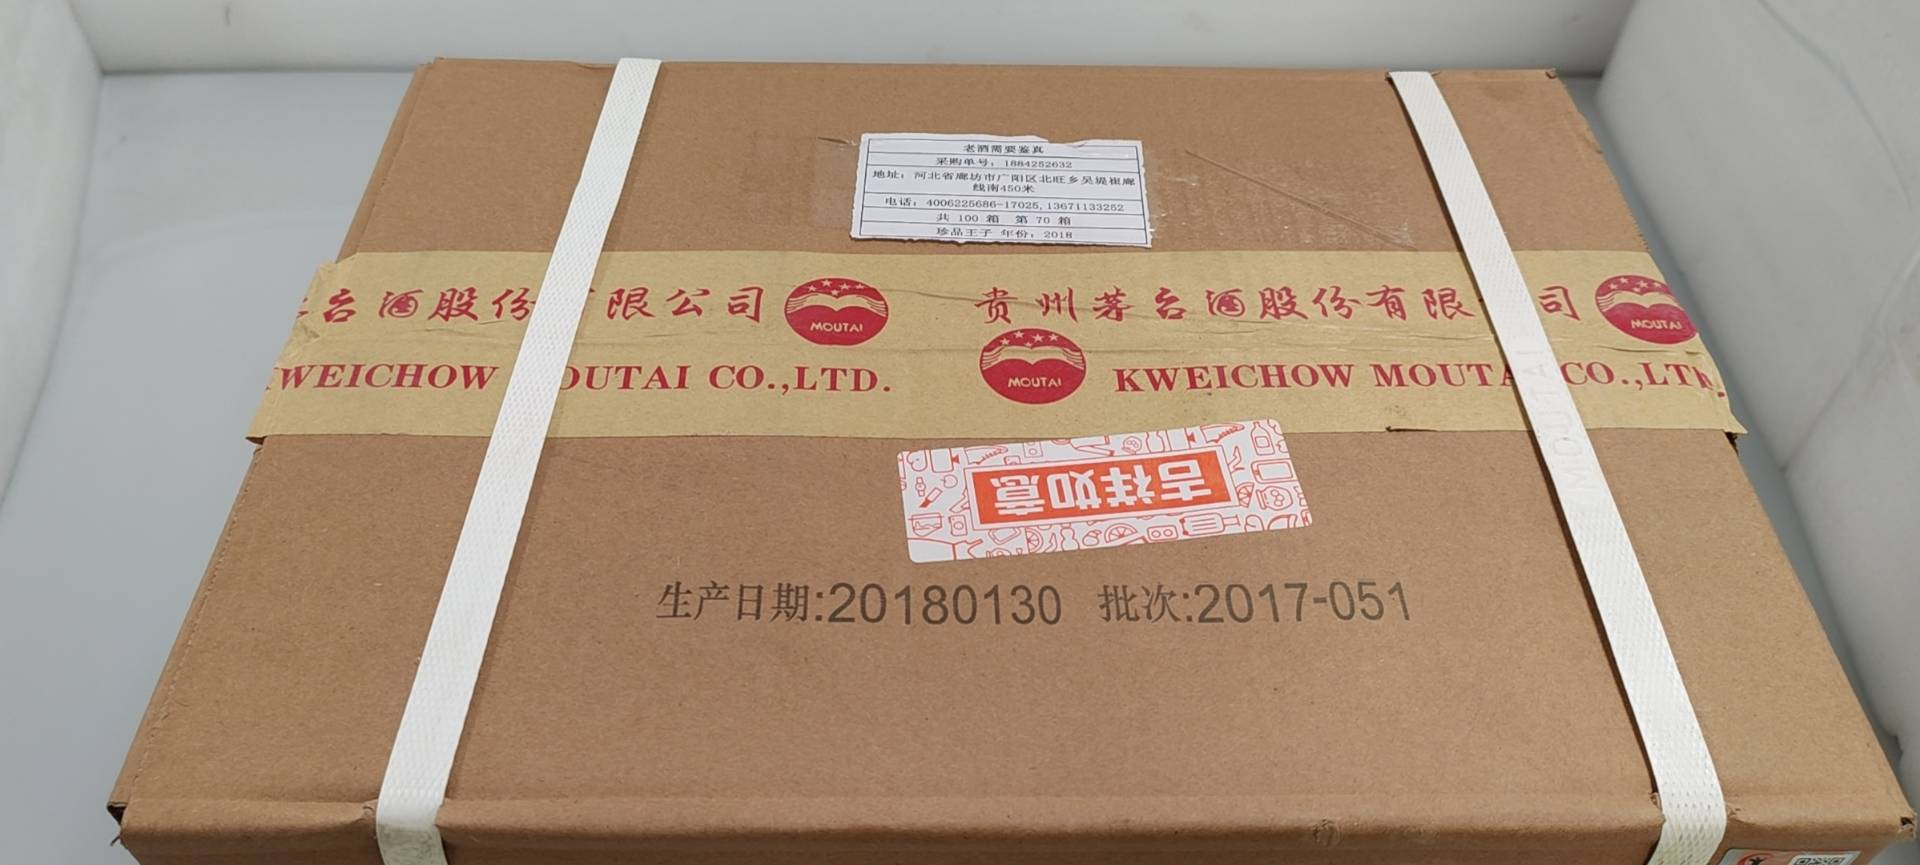 老酒需要鉴真
采购单号：1884252632
地址：河北省廊坊市广阳区北旺乡吴堤崔廊
线南450米
电话：4006225686-17025,13671133252
共 100 箱 第 70 箱
珍品王子 年份：2018
台酒股份 限公司 MOUTAI 贵州茅台酒股份有限 司 MOUTAI
WEICHOW OUTAI CO.,LTD. MOUTAI KWEICHOW MOUTA CO.,LT
MOUTAI
吉祥如意
生产日期:20180130 批次:2017-051